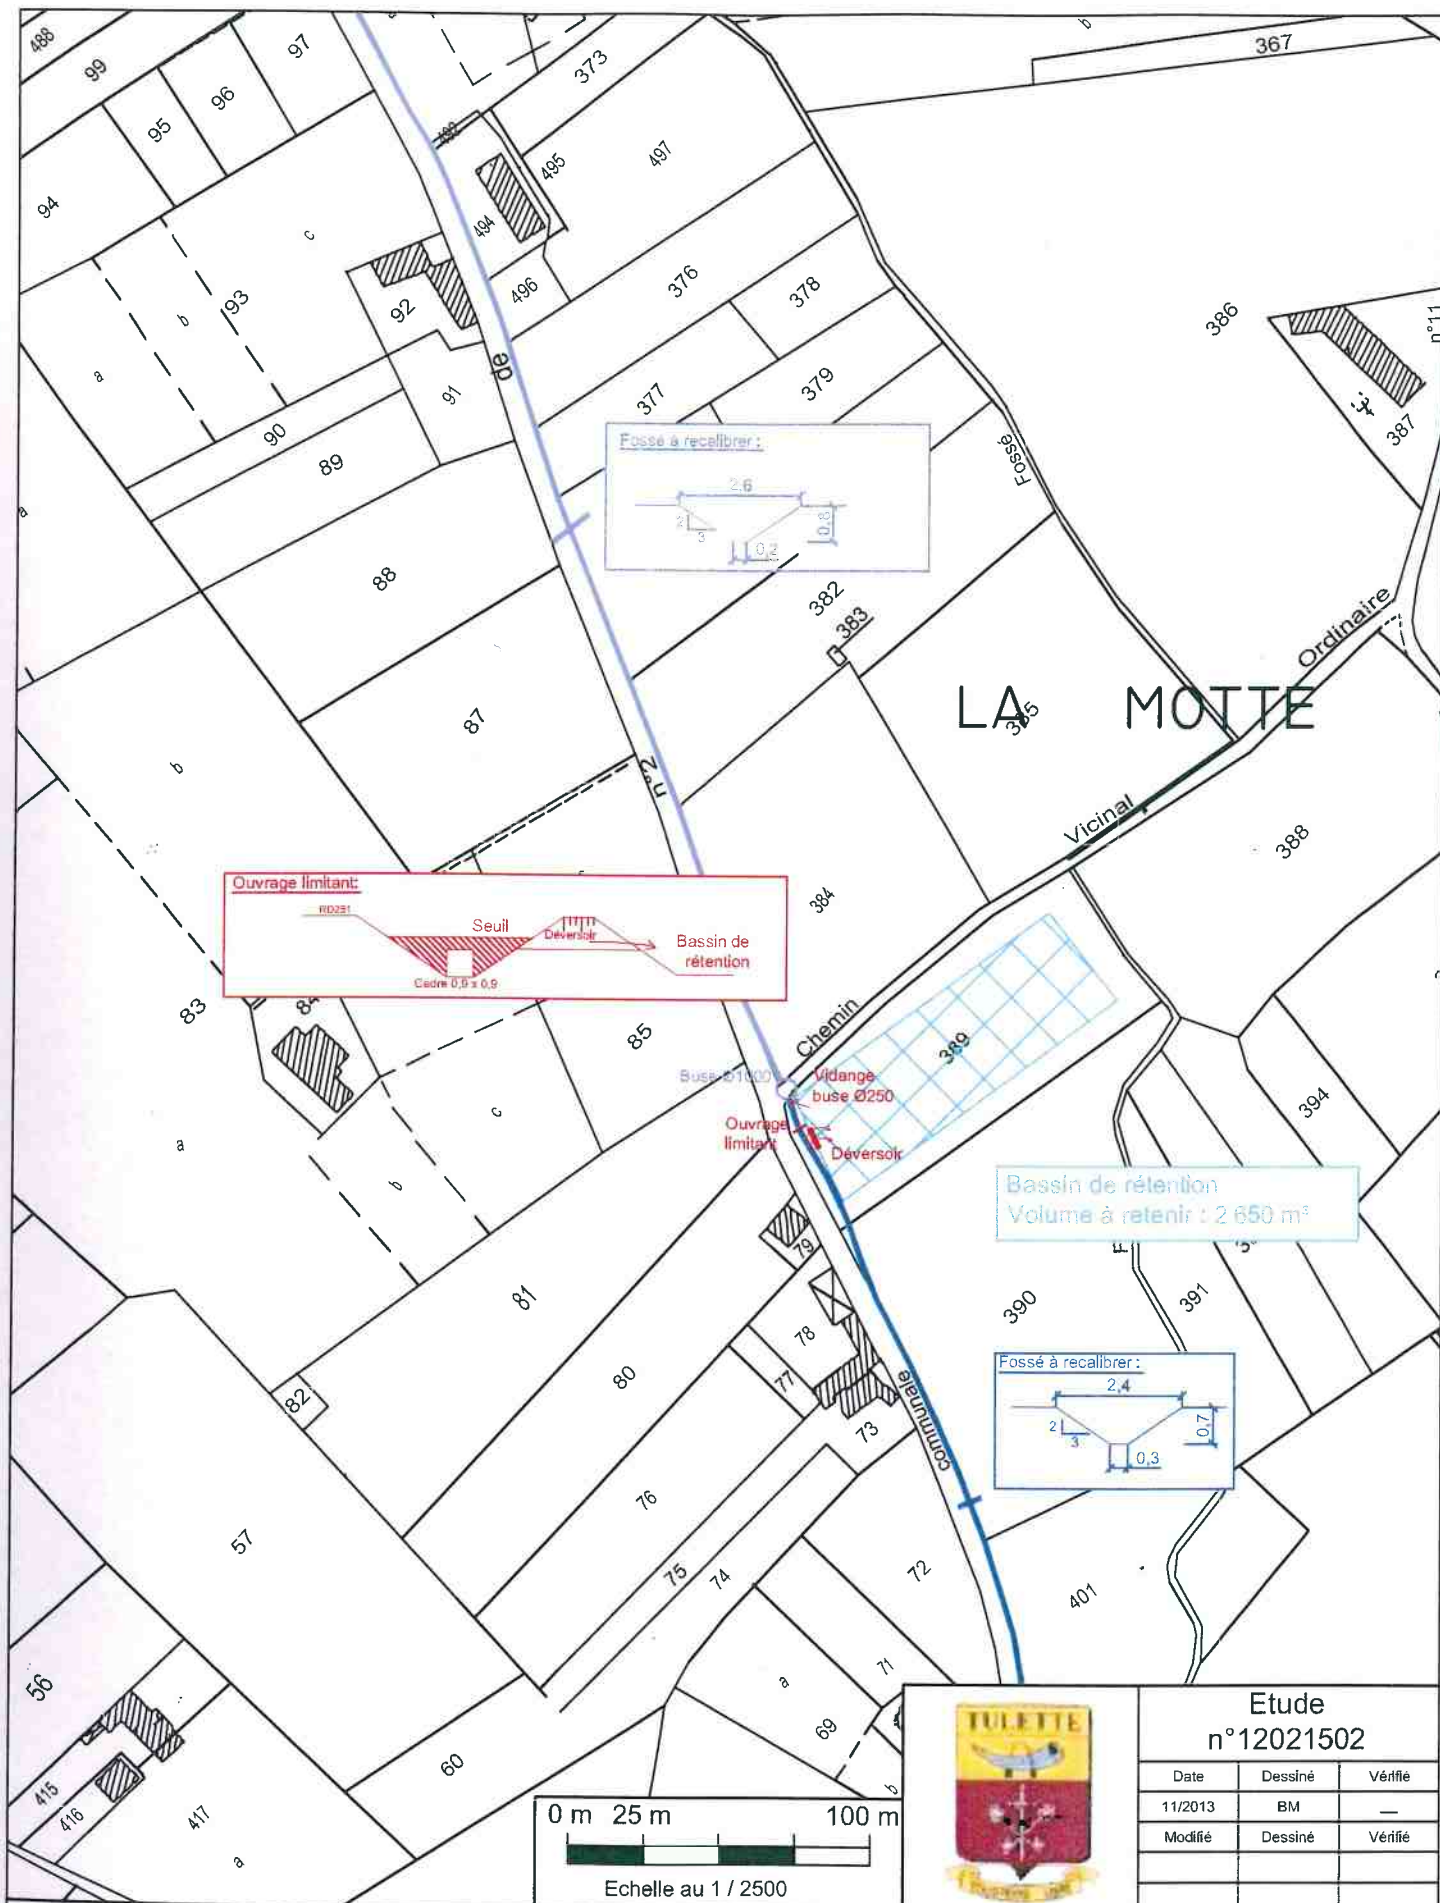 488
99
97
96
95
94
373
367
495
497
494
496
c
b
93
a
92
91
90
89
de
376
378
377
379
386
n°11
387
Fossé
Fossé à recalibrer :
2,6
2
3
0,2
0,8
88
382
383
87
b
n°2
LA MOTTE
385
Ordinaire
Vicinal
388
384
Ouvrage limitant:
RD251
Seuil
Déversoir
Bassin de
rétention
Cadre 0,9 x 0,9
83
84
85
a
b
c
Chemin
389
Buse Ø1000
Vidange
buse Ø250
Ouvrage
limitant
Déversoir
394
Bassin de rétention
Volume à retenir : 2 650 m³
79
81
78
77
80
82
73
390
391
communale
Fossé à recalibrer :
2,4
2
3
0,3
0,7
57
76
75
74
72
401
56
71
a
69
b
60
415
416
417
a
0 m 25 m 100 m
Echelle au 1 / 2500
TULETTE
Etude
n°12021502
Date Dessiné Vérifié
11/2013 BM —
Modifié Dessiné Vérifié